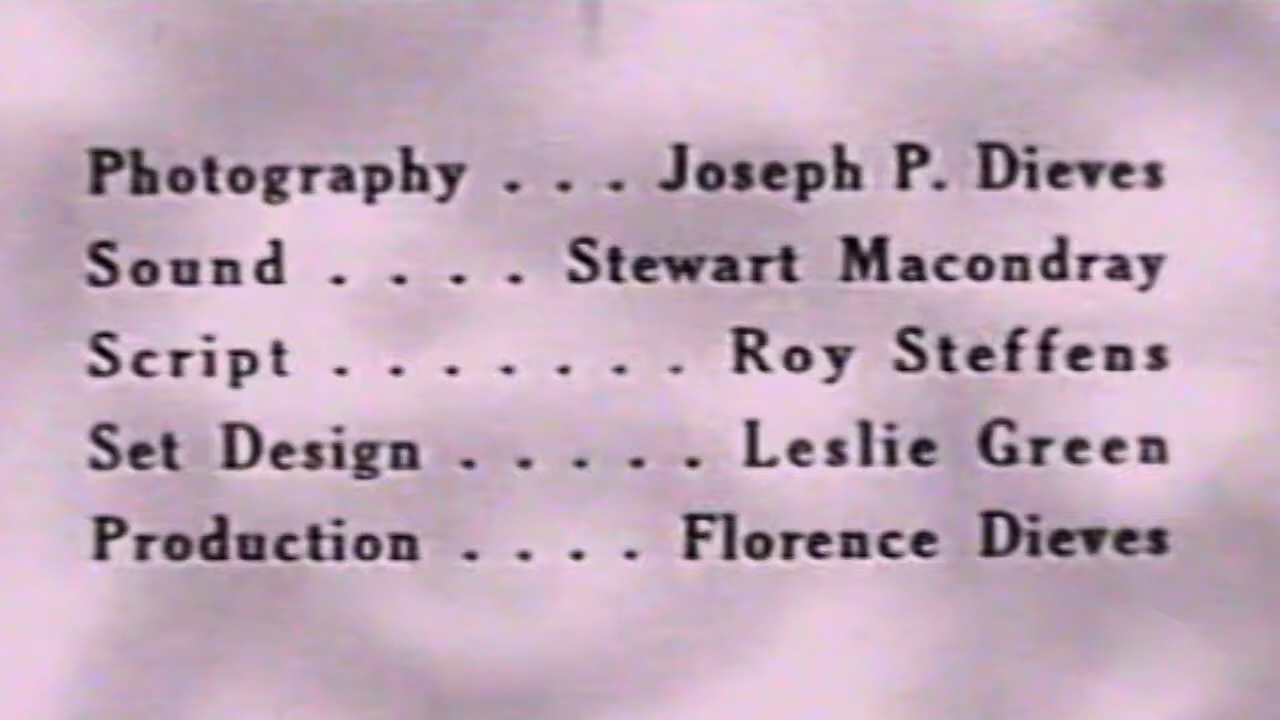 Photography . . . Joseph P. Dieves
Sound . . . . Stewart Macondray
Script . . . . . . . Roy Steffens
Set Design . . . . . Leslie Green
Production . . . . Florence Dieves